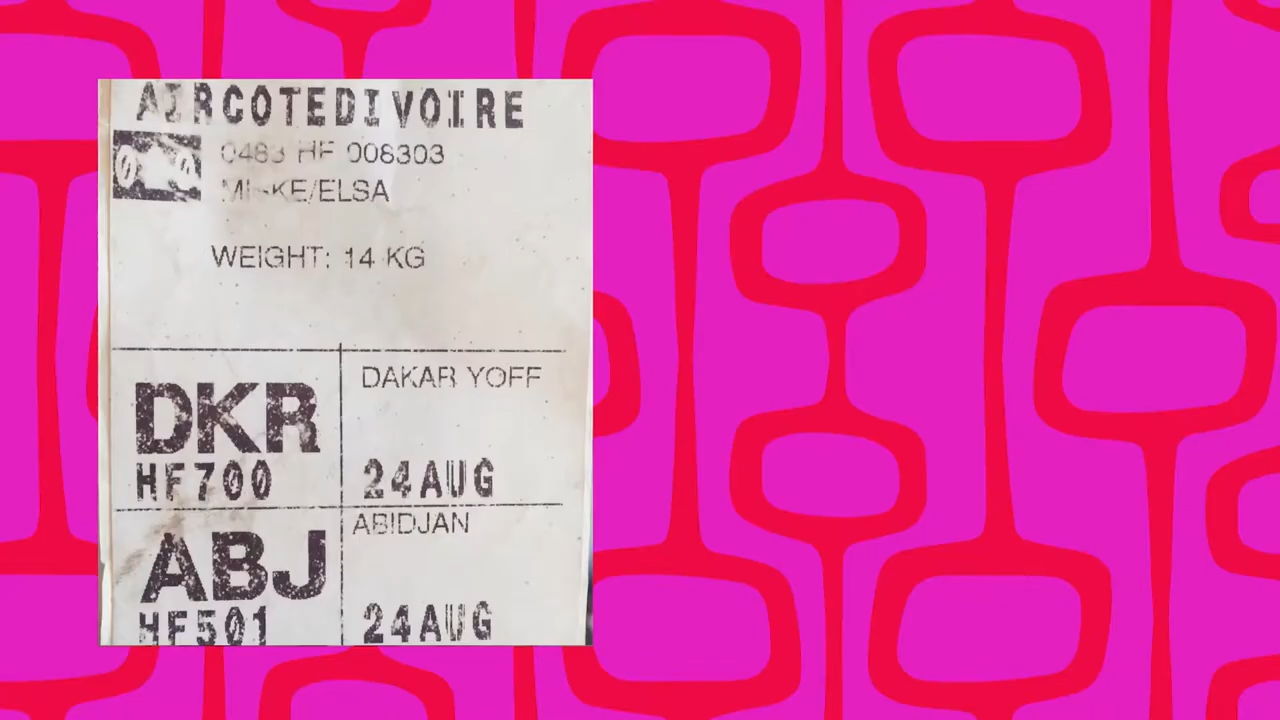 AIRCOTEDIVOIRE
0483 HF 008303
WEIGHT: 14 KG
DAKAR YOFF
DKR
HF700 24AUG
ABIDJAN
ABJ
HF501 24AUG